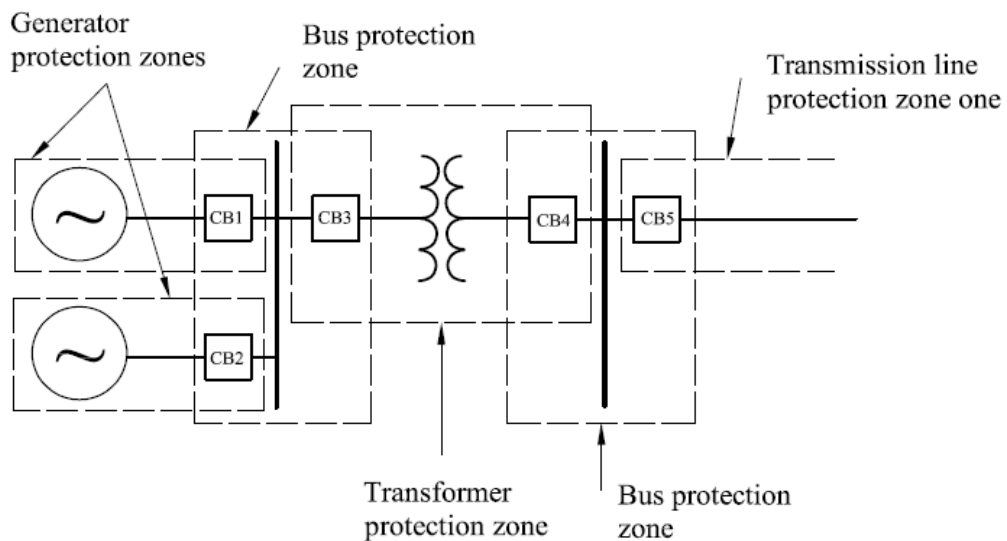 Generator
protection zones
Bus protection
zone
Transmission line
protection zone one
CB1
CB3
CB4
CB5
CB2
Transformer
protection zone
Bus protection
zone